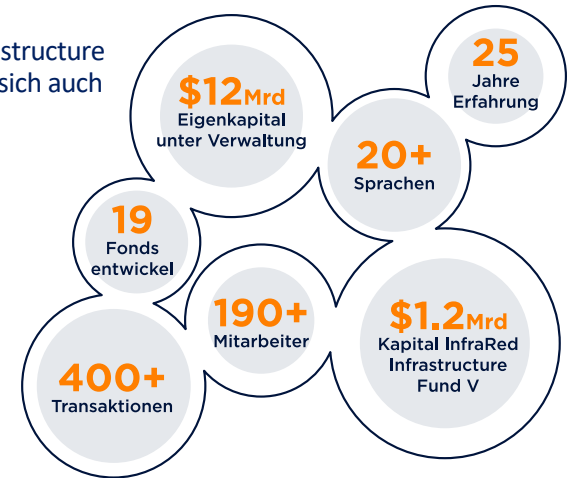 structure
sich auch
25
Jahre
Erfahrung
$12Mrd
Eigenkapital
unter Verwaltung
20+
Sprachen
19
Fonds
entwickel
190+
Mitarbeiter
$1.2Mrd
Kapital InfraRed
Infrastructure
Fund V
400+
Transaktionen